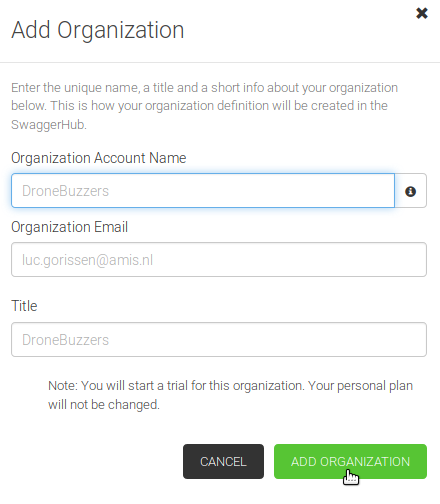 Add Organization
Enter the unique name, a title and a short info about your organization
below. This is how your organization definition will be created in the
SwaggerHub.
Organization Account Name
DroneBuzzers
Organization Email
luc.gorissen@amis.nl
Title
DroneBuzzers
Note: You will start a trial for this organization. Your personal plan
will not be changed.
CANCEL
ADD ORGANIZATION